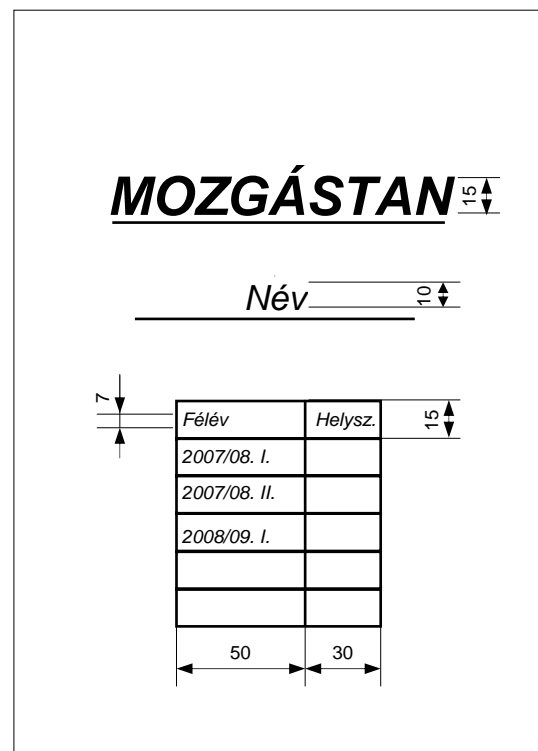 MOZGÁSTAN 15
Név 10
7 Félév Helysz. 15
2007/08. I.
2007/08. II.
2008/09. I.
50 30